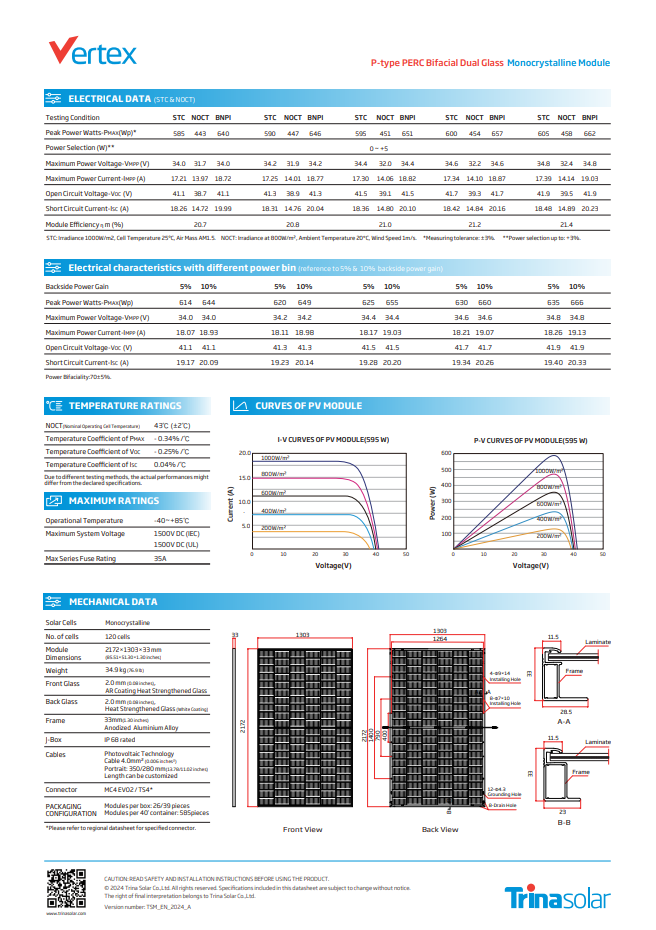 Vertex
P-type PERC Bifacial Dual Glass Monocrystalline Module
ELECTRICAL DATA (STC & NOCT)
Testing Condition STC NOCT BNPI STC NOCT BNPI STC NOCT BNPI STC NOCT BNPI STC NOCT BNPI
Peak Power Watts-PMAX(Wp)* 585 443 640 590 447 646 595 451 651 600 454 657 605 458 662
Power Selection (W)** 0 ~ +5
Maximum Power Voltage-VMPP (V) 34.0 31.7 34.0 34.2 31.9 34.2 34.4 32.0 34.4 34.6 32.2 34.6 34.8 32.4 34.8
Maximum Power Current-IMPP (A) 17.21 13.97 18.72 17.25 14.01 18.77 17.30 14.06 18.82 17.34 14.10 18.87 17.39 14.14 19.03
Open Circuit Voltage-VOC (V) 41.1 38.7 41.1 41.3 38.9 41.3 41.5 39.1 41.5 41.7 39.3 41.7 41.9 39.5 41.9
Short Circuit Current-ISC (A) 18.26 14.72 19.99 18.31 14.76 20.04 18.36 14.80 20.10 18.42 14.84 20.16 18.48 14.89 20.23
Module Efficiency η m (%) 20.7 20.8 21.0 21.2 21.4
STC: Irradiance 1000W/m2, Cell Temperature 25°C, Air Mass AM1.5. NOCT: Irradiance at 800W/m², Ambient Temperature 20°C, Wind Speed 1m/s. *Measuring tolerance: ±3%. **Power selection up to: +3%.
Electrical characteristics with different power bin (reference to 5% & 10% backside power gain)
Backside Power Gain 5% 10% 5% 10% 5% 10% 5% 10% 5% 10%
Peak Power Watts-PMAX(Wp) 614 644 620 649 625 655 630 660 635 666
Maximum Power Voltage-VMPP (V) 34.0 34.0 34.2 34.2 34.4 34.4 34.6 34.6 34.8 34.8
Maximum Power Current-IMPP (A) 18.07 18.93 18.11 18.98 18.17 19.03 18.21 19.07 18.26 19.13
Open Circuit Voltage-VOC (V) 41.1 41.1 41.3 41.3 41.5 41.5 41.7 41.7 41.9 41.9
Short Circuit Current-ISC (A) 19.17 20.09 19.23 20.14 19.28 20.20 19.34 20.26 19.40 20.33
Power Bifaciality:70±5%.
TEMPERATURE RATINGS
NOCT(Nominal Operating Cell Temperature) 43°C (±2°C)
Temperature Coefficient of PMAX - 0.34% /°C
Temperature Coefficient of VOC - 0.25% /°C
Temperature Coefficient of ISC 0.04% /°C
Due to different testing methods, the actual performances might
differ from the declared specifications.
MAXIMUM RATINGS
Operational Temperature -40~+85°C
Maximum System Voltage 1500V DC (IEC)
1500V DC (UL)
Max Series Fuse Rating 35A
CURVES OF PV MODULE
I-V CURVES OF PV MODULE(595 W)
Current (A)
20.0
15.0
10.0
5.0
1000W/m²
800W/m²
600W/m²
400W/m²
200W/m²
0 10 20 30 40 50
Voltage(V)
P-V CURVES OF PV MODULE(595 W)
Power (W)
600
500
400
300
200
100
1000W/m²
800W/m²
600W/m²
400W/m²
200W/m²
0 10 20 30 40 50
Voltage(V)
MECHANICAL DATA
Solar Cells Monocrystalline
No. of cells 120 cells
Module Dimensions 2172×1303×33 mm
(85.51×51.30×1.30 inches)
Weight 34.9 kg (76.9 lb)
Front Glass 2.0 mm (0.08 inches),
AR Coating Heat Strengthened Glass
Back Glass 2.0 mm (0.08 inches),
Heat Strengthened Glass (White Coating)
Frame 33mm(1.30 inches)
Anodized Aluminium Alloy
J-Box IP 68 rated
Cables Photovoltaic Technology
Cable 4.0mm² (0.006 inches²)
Portrait: 350/280 mm(13.78/11.02 inches)
Length can be customized
Connector MC4 EV02 / TS4*
PACKAGING CONFIGURATION Modules per box: 26/39 pieces
Modules per 40' container: 585pieces
*Please refer to regional datasheet for specified connector.
33
1303
2172
Front View
1303
1264
2172
1400
790
400
4-Φ9×14
Installing Hole
A
8-Φ7×10
Installing Hole
12-Φ4.3
Grounding Hole
8-Drain Hole
B
Back View
11.5
Laminate
33
Frame
28.5
A-A
11.5
Laminate
33
Frame
23
B-B
www.trinasolar.com
CAUTION: READ SAFETY AND INSTALLATION INSTRUCTIONS BEFORE USING THE PRODUCT.
© 2024 Trina Solar Co.,Ltd. All rights reserved. Specifications included in this datasheet are subject to change without notice.
The right of final interpretation belongs to Trina Solar Co.,Ltd.
Version number: TSM_EN_2024_A
Trinasolar